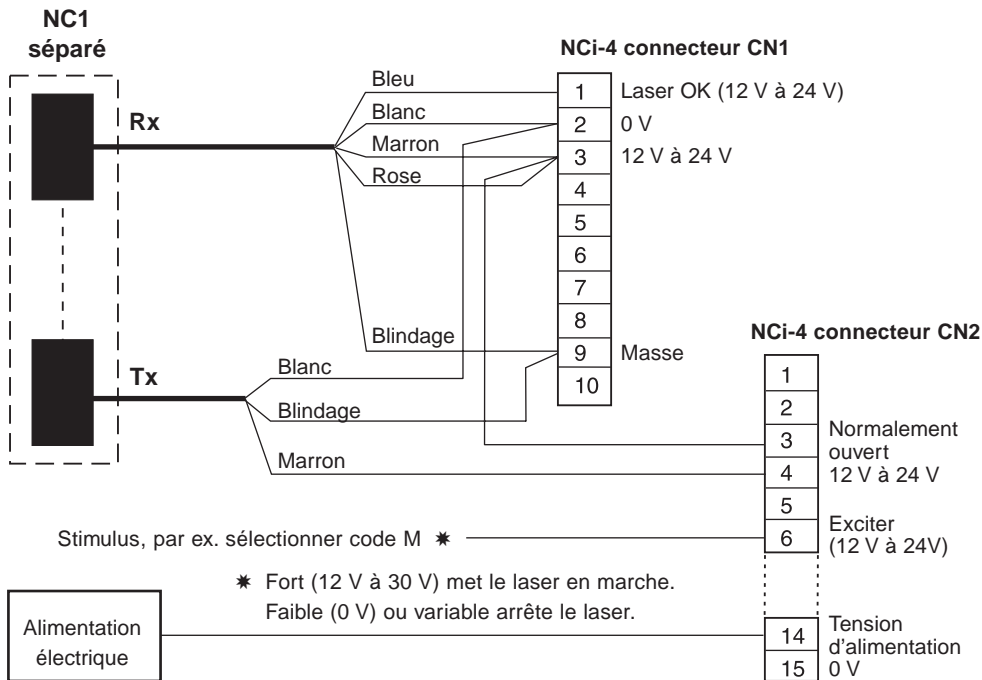 NC1
séparé
NCi-4 connecteur CN1
Bleu
Blanc
Marron
Rose
Rx
1 Laser OK (12 V à 24 V)
2 0 V
3 12 V à 24 V
4
5
6
7
8
9 Masse
10
Blindage
Tx
Blanc
Blindage
Marron
NCi-4 connecteur CN2
1
2
3 Normalement
ouvert
4 12 V à 24 V
5
6 Exciter
(12 V à 24V)
Stimulus, par ex. sélectionner code M ✷
✷ Fort (12 V à 30 V) met le laser en marche.
Faible (0 V) ou variable arrête le laser.
Alimentation
électrique
14 Tension
d'alimentation
15 0 V